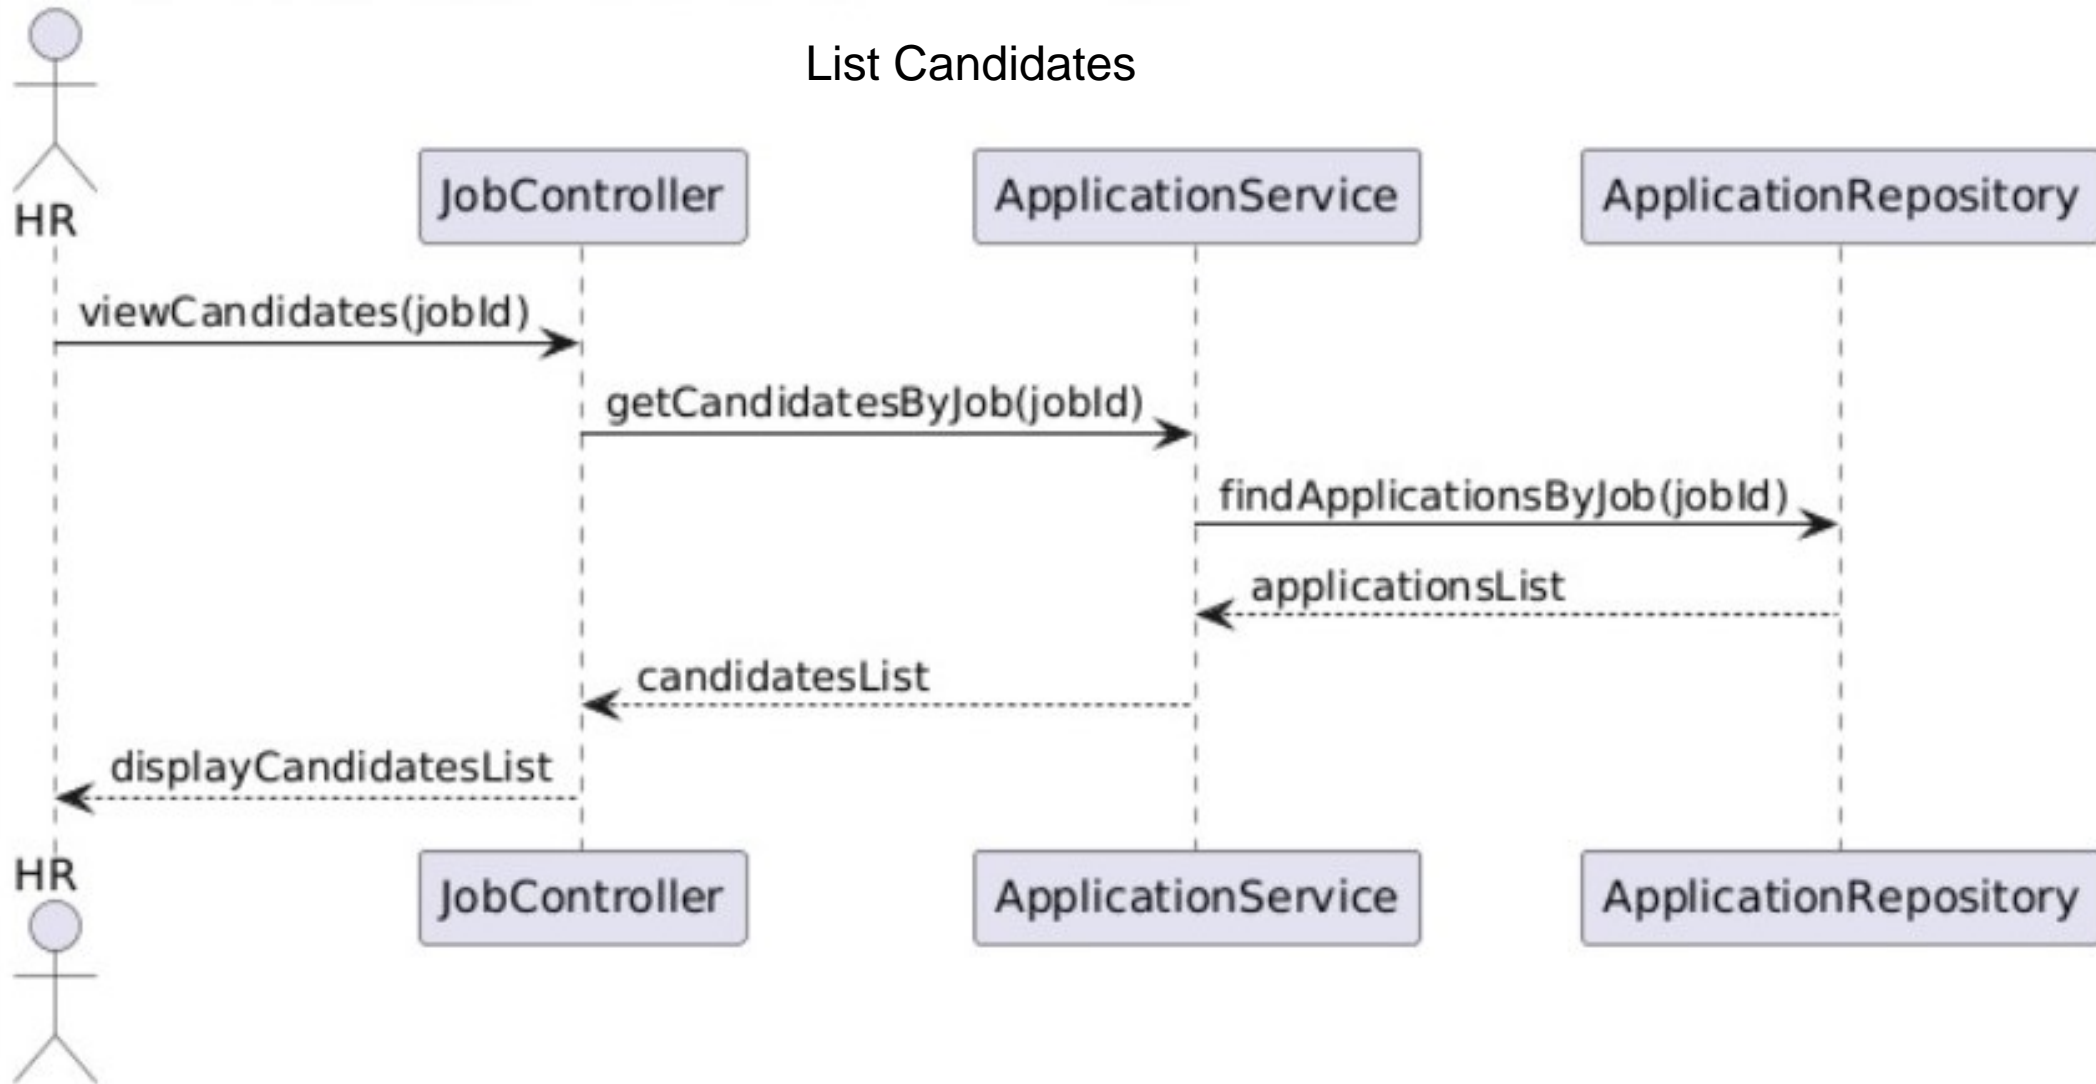 List Candidates
HR
JobController
ApplicationService
ApplicationRepository
viewCandidates(jobId)
getCandidatesByJob(jobId)
findApplicationsByJob(jobId)
applicationsList
candidatesList
displayCandidatesList
HR
JobController
ApplicationService
ApplicationRepository